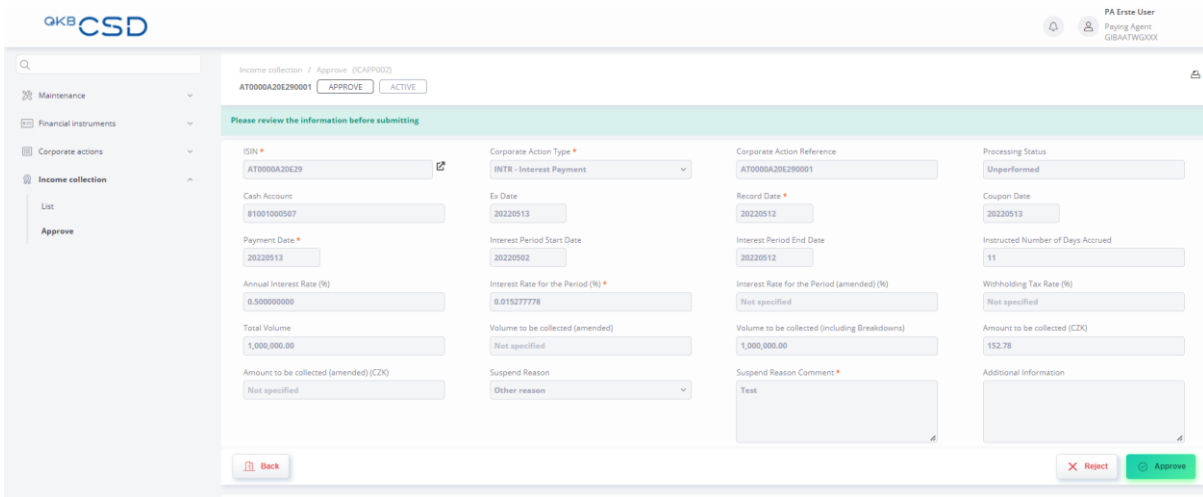 OKB CSD
PA Erste User
Paying Agent
GIBAATWGXXX
Income collection / Approve (ICAPP002)
AT0000A20E290001 APPROVE ACTIVE
Maintenance
Financial instruments
Corporate actions
Income collection
List
Approve
Please review the information before submitting
ISIN * Corporate Action Type * Corporate Action Reference Processing Status
AT0000A20E29 INTR - Interest Payment AT0000A20E290001 Unperformed
Cash Account Ex Date Record Date * Coupon Date
81001000507 20220513 20220512 20220513
Payment Date * Interest Period Start Date Interest Period End Date Instructed Number of Days Accrued
20220513 20220502 20220512 11
Annual Interest Rate (%) Interest Rate for the Period (%) * Interest Rate for the Period (amended) (%) Withholding Tax Rate (%)
0.500000000 0.015277778 Not specified Not specified
Total Volume Volume to be collected (amended) Volume to be collected (including Breakdowns) Amount to be collected (CZK)
1,000,000.00 Not specified 1,000,000.00 152.78
Amount to be collected (amended) (CZK) Suspend Reason Suspend Reason Comment * Additional Information
Not specified Other reason Test
Back Reject Approve